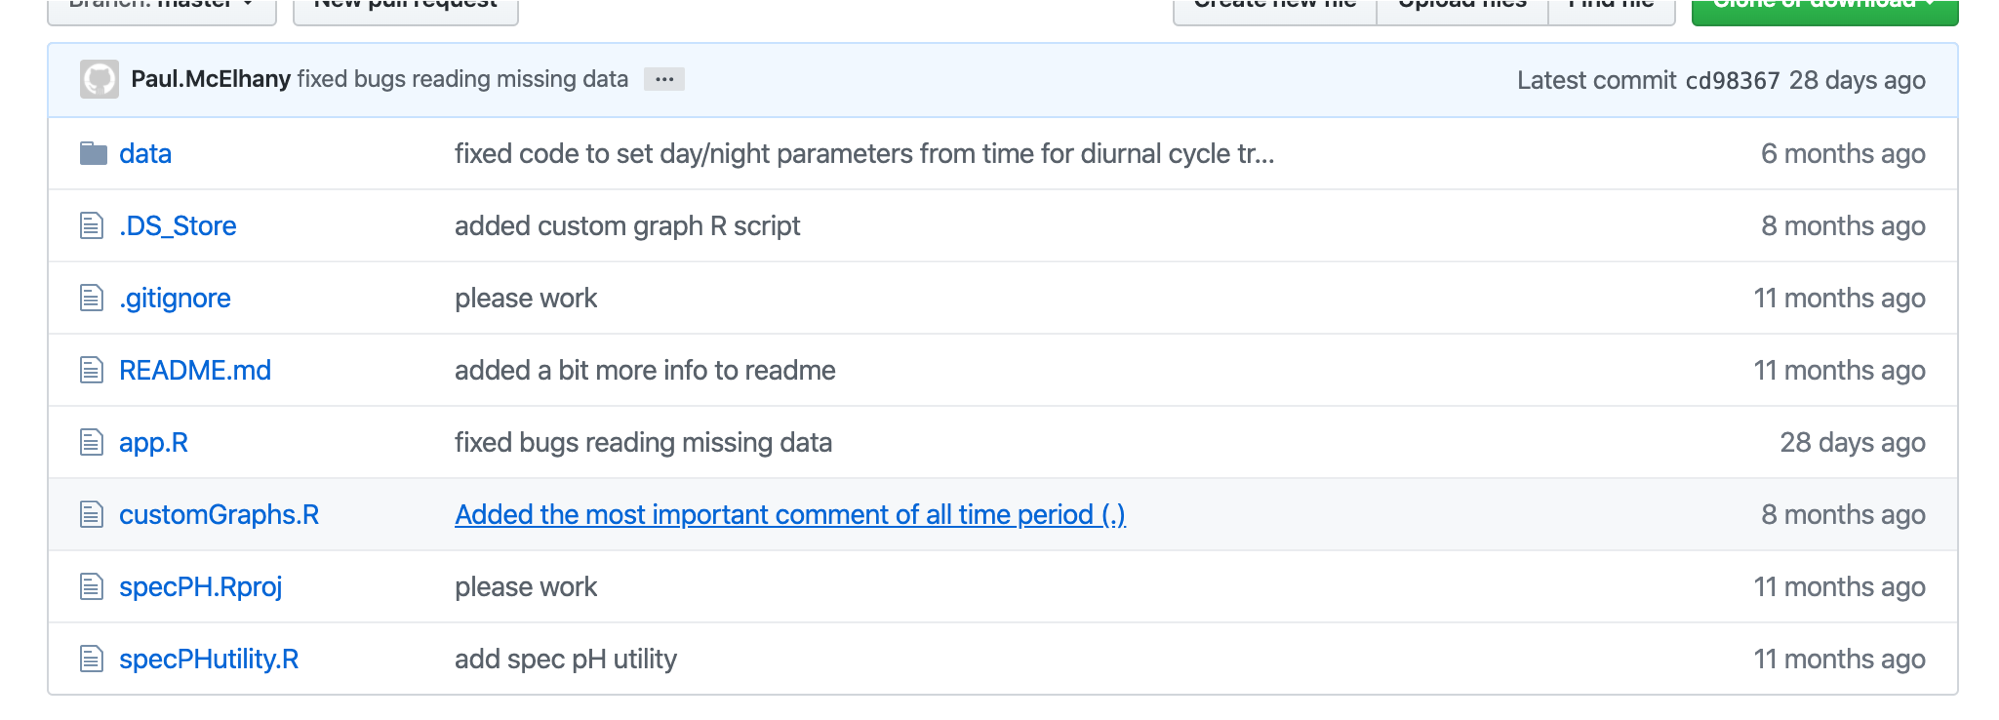 Branch: master New pull request Create new file Upload files Find file Clone or download
Paul.McElhany fixed bugs reading missing data ... Latest commit cd98367 28 days ago
data fixed code to set day/night parameters from time for diurnal cycle tr... 6 months ago
.DS_Store added custom graph R script 8 months ago
.gitignore please work 11 months ago
README.md added a bit more info to readme 11 months ago
app.R fixed bugs reading missing data 28 days ago
customGraphs.R Added the most important comment of all time period (.) 8 months ago
specPH.Rproj please work 11 months ago
specPHutility.R add spec pH utility 11 months ago